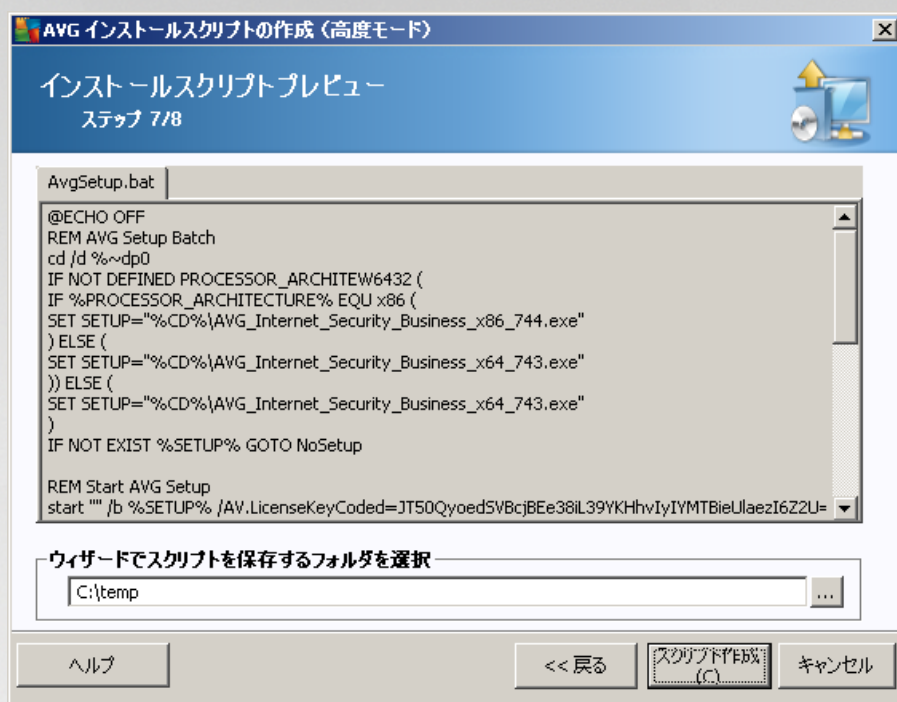 AVG インストールスクリプトの作成（高度モード）
インストールスクリプトプレビュー
ステップ 7/8
AvgSetup.bat
@ECHO OFF
REM AVG Setup Batch
cd /d %~dp0
IF NOT DEFINED PROCESSOR_ARCHITEW6432 (
IF %PROCESSOR_ARCHITECTURE% EQU x86 (
SET SETUP="%CD%\AVG_Internet_Security_Business_x86_744.exe"
) ELSE (
SET SETUP="%CD%\AVG_Internet_Security_Business_x64_743.exe"
)) ELSE (
SET SETUP="%CD%\AVG_Internet_Security_Business_x64_743.exe"
)
IF NOT EXIST %SETUP% GOTO NoSetup
REM Start AVG Setup
start "" /b %SETUP% /AV.LicenseKeyCoded=JT50QyoedSVBcjBEe38iL39YKHhvIyIYMTBieUlaezI6Z2U=
ウィザードでスクリプトを保存するフォルダを選択
C:\temp
...
ヘルプ
<< 戻る
スクリプト作成
(C)
キャンセル